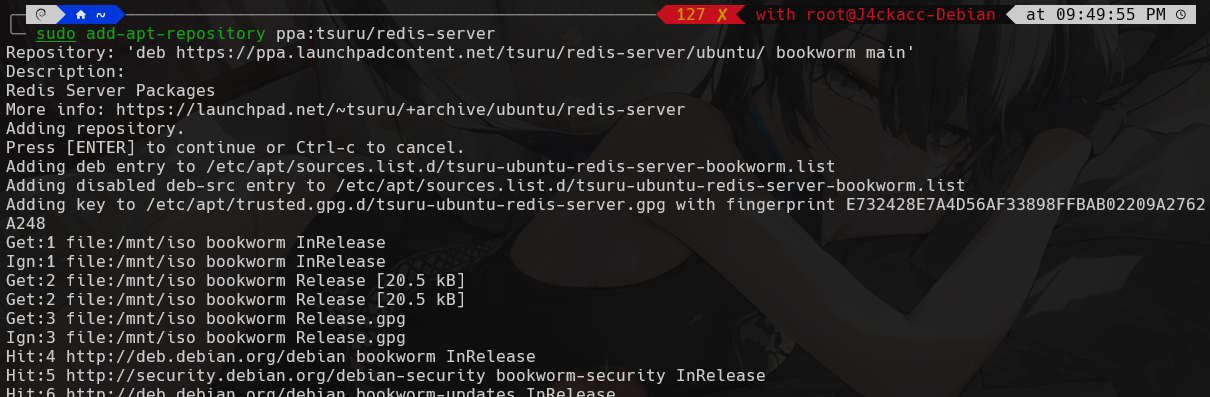 ~ 127 ✘ with root@J4ckacc-Debian at 09:49:55 PM
sudo add-apt-repository ppa:tsuru/redis-server
Repository: 'deb https://ppa.launchpadcontent.net/tsuru/redis-server/ubuntu/ bookworm main'
Description:
Redis Server Packages
More info: https://launchpad.net/~tsuru/+archive/ubuntu/redis-server
Adding repository.
Press [ENTER] to continue or Ctrl-c to cancel.
Adding deb entry to /etc/apt/sources.list.d/tsuru-ubuntu-redis-server-bookworm.list
Adding disabled deb-src entry to /etc/apt/sources.list.d/tsuru-ubuntu-redis-server-bookworm.list
Adding key to /etc/apt/trusted.gpg.d/tsuru-ubuntu-redis-server.gpg with fingerprint E732428E7A4D56AF33898FFBAB02209A2762
A248
Get:1 file:/mnt/iso bookworm InRelease
Ign:1 file:/mnt/iso bookworm InRelease
Get:2 file:/mnt/iso bookworm Release [20.5 kB]
Get:2 file:/mnt/iso bookworm Release [20.5 kB]
Get:3 file:/mnt/iso bookworm Release.gpg
Ign:3 file:/mnt/iso bookworm Release.gpg
Hit:4 http://deb.debian.org/debian bookworm InRelease
Hit:5 http://security.debian.org/debian-security bookworm-security InRelease
Hit:6 http://deb.debian.org/debian bookworm-updates InRelease